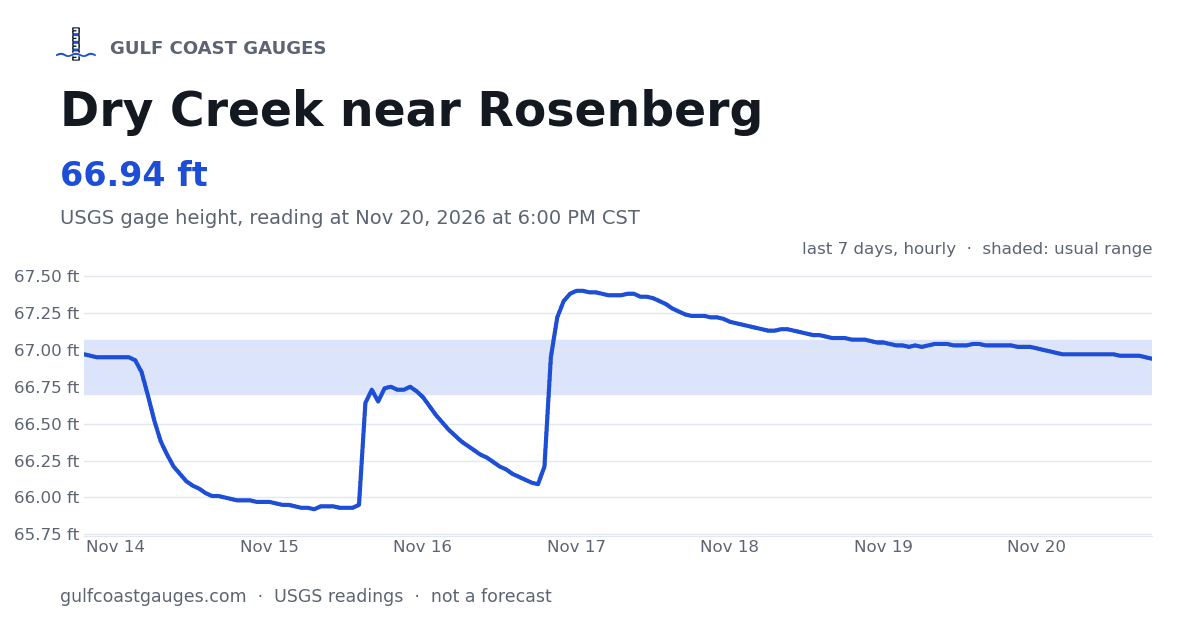 GULF COAST GAUGES
Dry Creek near Rosenberg
66.94 ft
USGS gage height, reading at Nov 20, 2026 at 6:00 PM CST
last 7 days, hourly · shaded: usual range
67.50 ft
67.25 ft
67.00 ft
66.75 ft
66.50 ft
66.25 ft
66.00 ft
65.75 ft
Nov 14 Nov 15 Nov 16 Nov 17 Nov 18 Nov 19 Nov 20
gulfcoastgauges.com · USGS readings · not a forecast